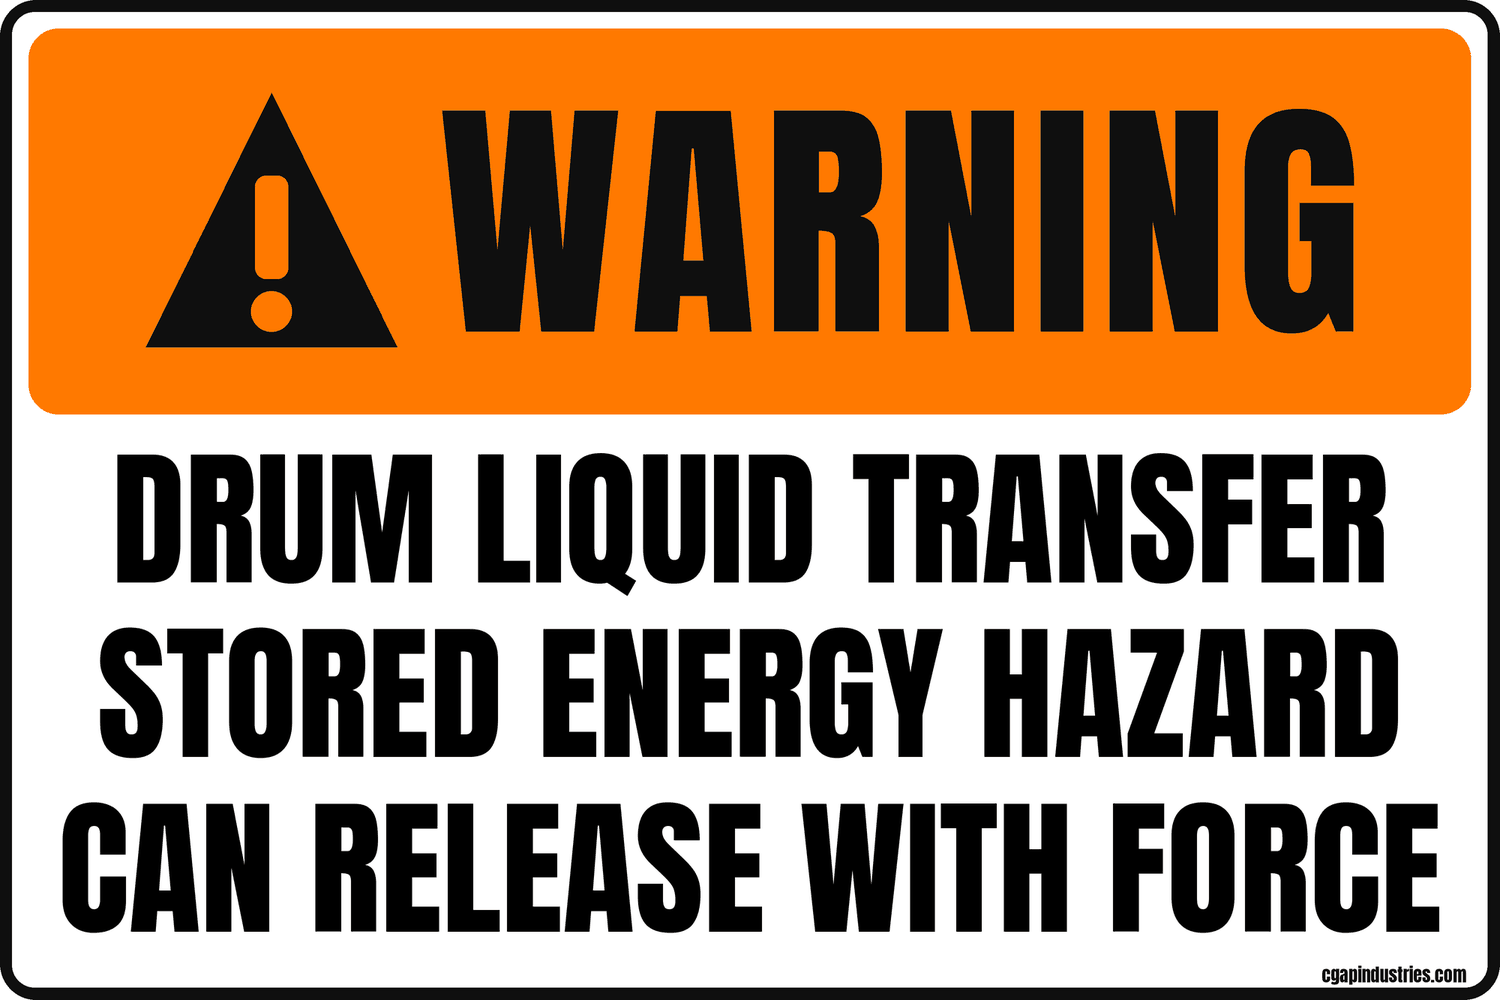 WARNING
DRUM LIQUID TRANSFER
STORED ENERGY HAZARD
CAN RELEASE WITH FORCE
cgapindustries.com